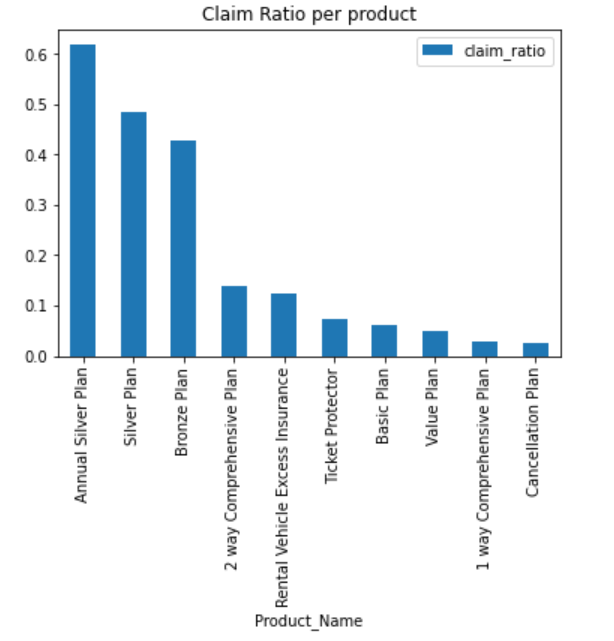 Claim Ratio per product
claim_ratio
0.6
0.5
0.4
0.3
0.2
0.1
0.0
Annual Silver Plan
Silver Plan
Bronze Plan
2 way Comprehensive Plan
Rental Vehicle Excess Insurance
Ticket Protector
Basic Plan
Value Plan
1 way Comprehensive Plan
Cancellation Plan
Product_Name